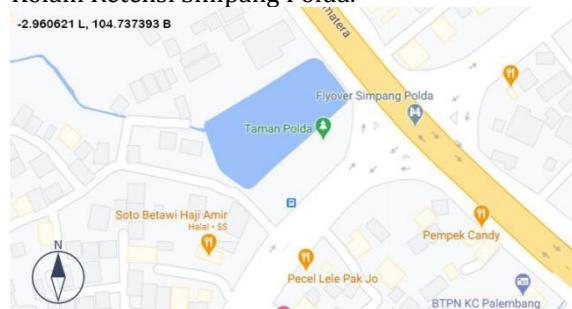 Kolam Retensi Simpang Polda.
-2.960621 L, 104.737393 B
matera
Flyover Simpang Polda
Taman Polda
Soto Betawi Haji Amir
Halal • $$
Pempek Candy
N
Pecel Lele Pak Jo
BTPN KC Palembang